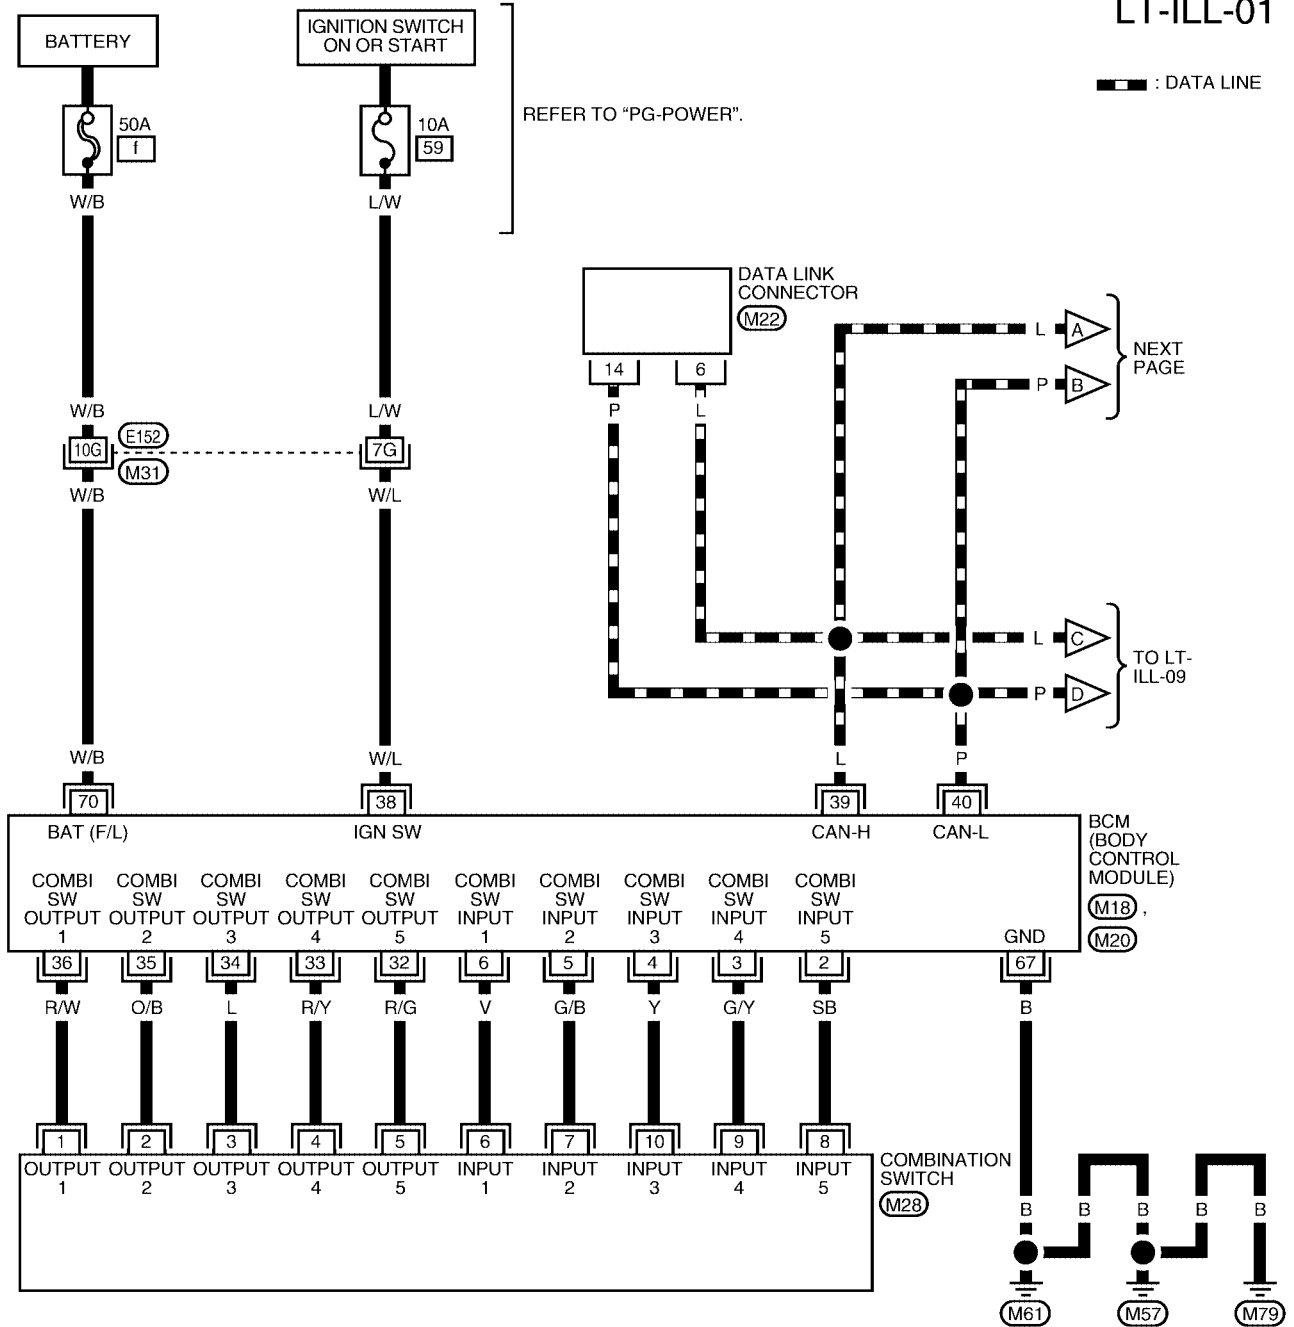 LT-ILL-01
BATTERY
IGNITION SWITCH
ON OR START
: DATA LINE
50A
f
10A
59
REFER TO “PG-POWER”.
W/B
L/W
DATA LINK
CONNECTOR
M22
14
6
L
A
P
B
NEXT
PAGE
P
L
W/B
L/W
10G
E152
M31
7G
W/B
W/L
L
C
P
D
TO LT-
ILL-09
W/B
W/L
L
P
70
38
39
40
BAT (F/L)
IGN SW
CAN-H
CAN-L
BCM
(BODY
CONTROL
MODULE)
M18 ,
M20
COMBI COMBI COMBI COMBI COMBI COMBI COMBI COMBI COMBI COMBI
SW SW SW SW SW SW SW SW SW SW
OUTPUT OUTPUT OUTPUT OUTPUT OUTPUT INPUT INPUT INPUT INPUT INPUT
1 2 3 4 5 1 2 3 4 5 GND
36 35 34 33 32 6 5 4 3 2 67
R/W O/B L R/Y R/G V G/B Y G/Y SB B
1 2 3 4 5 6 7 10 9 8
OUTPUT OUTPUT OUTPUT OUTPUT OUTPUT INPUT INPUT INPUT INPUT INPUT
1 2 3 4 5 1 2 3 4 5
COMBINATION
SWITCH
M28
B B B B B
M61 M57 M79